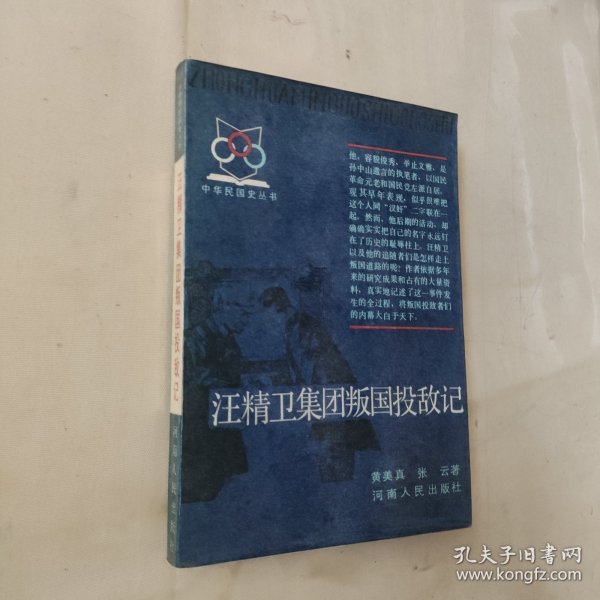 ZHONGHUAMINGUOSHICONGSHU
中华民国史丛书
他，容貌俊秀、举止文雅，是
孙中山遗言的执笔者，以国民
革命元老和国民党左派自居。
观其早年表现，似乎很难把
这个人同“汉奸”二字联在一
起。然而，他后期的活动，却
确确实实把自己的名字永远钉
在了历史的耻辱柱上。汪精卫
以及他的追随者们是怎样走上
叛国道路的呢？作者依据多年
来的研究成果和占有的大量资
料，真实地记述了这一事件发
生的全过程，将叛国投敌者们
的内幕大白于天下。
汪精卫集团叛国投敌记
黄美真 张 云著
河南人民出版社
汪精卫集团叛国投敌记
河南人民出版社
孔夫子旧书网
www.kongfz.com